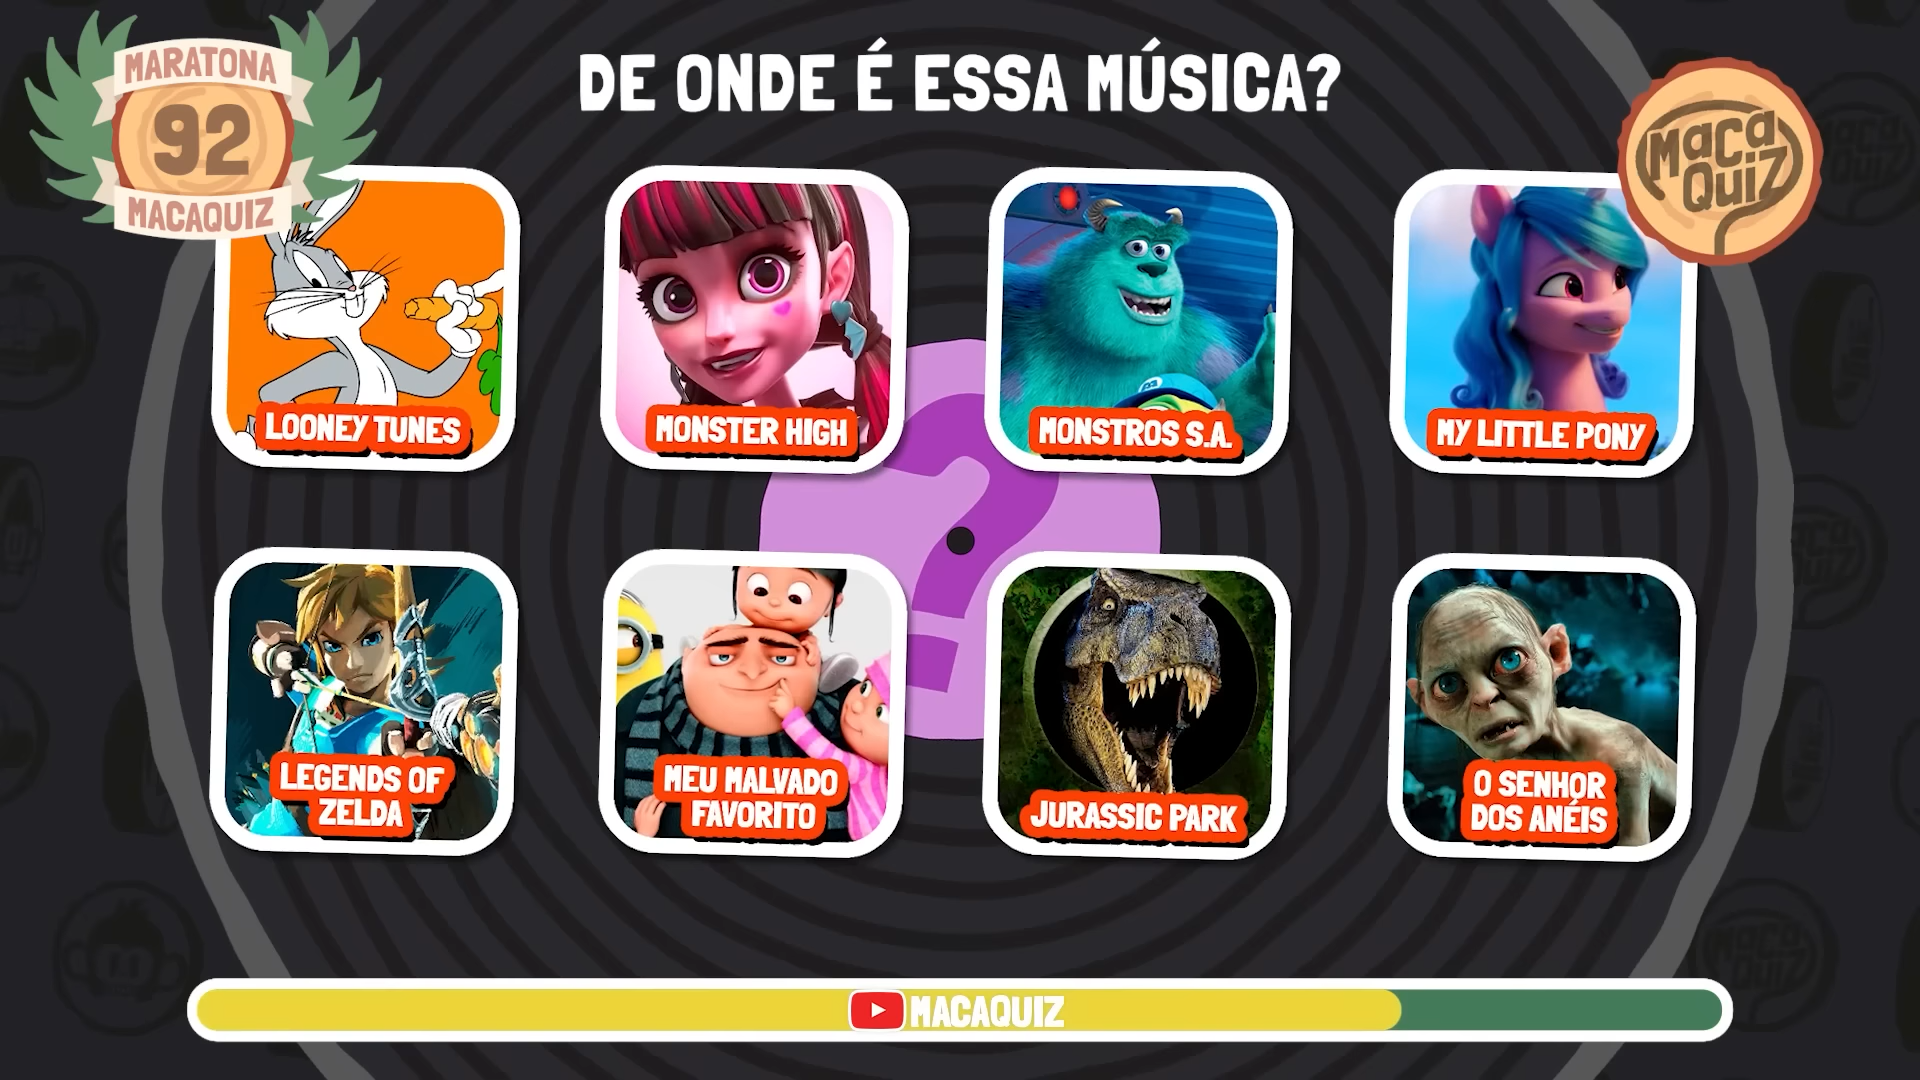 MARATONA
92
MACAQUIZ
DE ONDE É ESSA MÚSICA?
MACA
QUIZ
LOONEY TUNES
MONSTER HIGH
MONSTROS S.A.
MY LITTLE PONY
LEGENDS OF
ZELDA
MEU MALVADO
FAVORITO
JURASSIC PARK
O SENHOR
DOS ANÉIS
MACAQUIZ